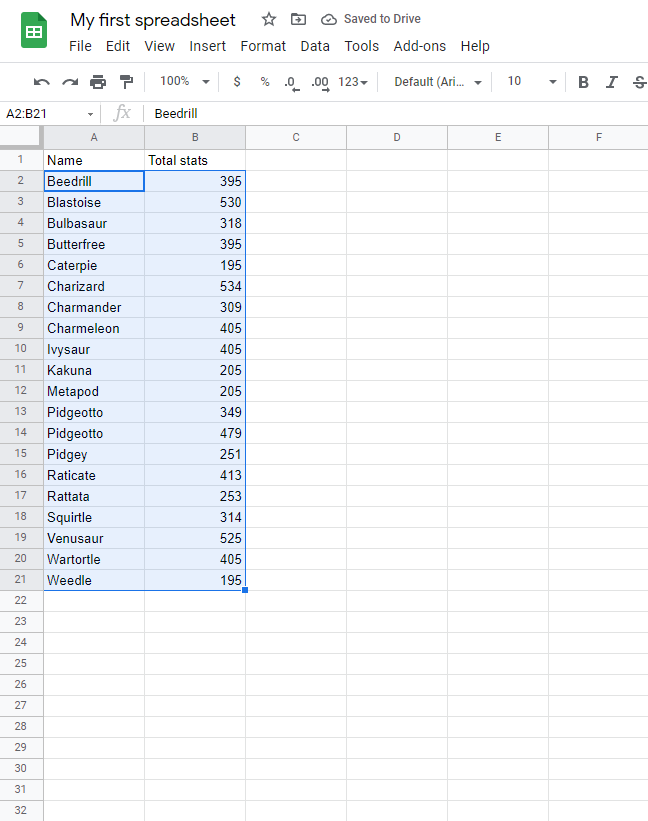 My first spreadsheet Saved to Drive
File Edit View Insert Format Data Tools Add-ons Help
100% $ % .0 .00 123 Default (Ari... 10 B I S
A2:B21 fx Beedrill
A B C D E F
1 Name Total stats
2 Beedrill 395
3 Blastoise 530
4 Bulbasaur 318
5 Butterfree 395
6 Caterpie 195
7 Charizard 534
8 Charmander 309
9 Charmeleon 405
10 Ivysaur 405
11 Kakuna 205
12 Metapod 205
13 Pidgeotto 349
14 Pidgeotto 479
15 Pidgey 251
16 Raticate 413
17 Rattata 253
18 Squirtle 314
19 Venusaur 525
20 Wartortle 405
21 Weedle 195
22
23
24
25
26
27
28
29
30
31
32